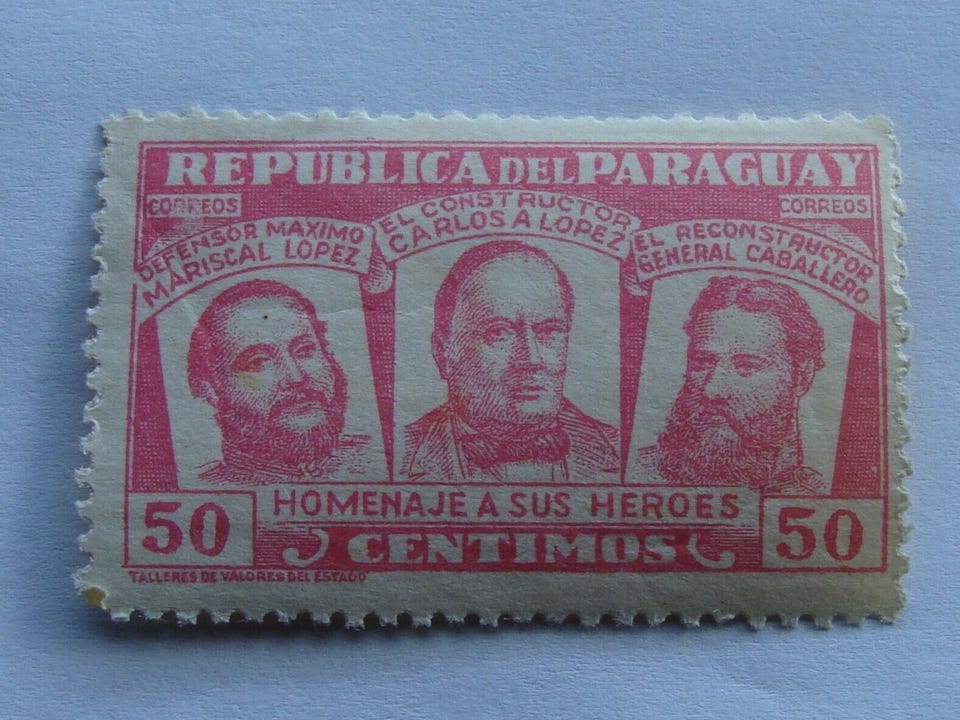 REPUBLICA DEL PARAGUAY
CORREOS
CORREOS
DEFENSOR MAXIMO
MARISCAL LOPEZ
EL CONSTRUCTOR
CARLOS A LOPEZ
EL RECONSTRUCTOR
GENERAL CABALLERO
HOMENAJE A SUS HEROES
50
CENTIMOS
50
TALLERES DE VALORES DEL ESTADO